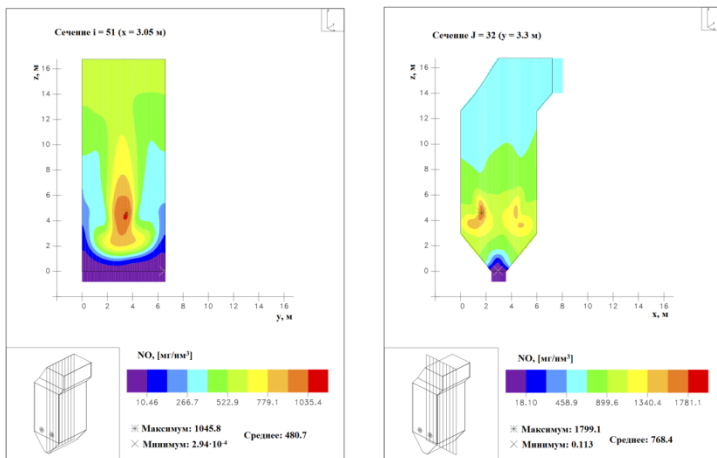 Сечение i = 51 (x = 3.05 м)
z, м
16
14
12
10
8
6
4
2
0
0 2 4 6 8 10 12 14 16
y, м
NO, [мг/нм³]
10.46 266.7 522.9 779.1 1035.4
Максимум: 1045.8
Минимум: 2.94·10⁻⁴
Среднее: 480.7
Сечение J = 32 (y = 3.3 м)
z, м
16
14
12
10
8
6
4
2
0
0 2 4 6 8 10 12 14 16
x, м
NO, [мг/нм³]
18.10 458.9 899.6 1340.4 1781.1
Максимум: 1799.1
Минимум: 0.113
Среднее: 768.4